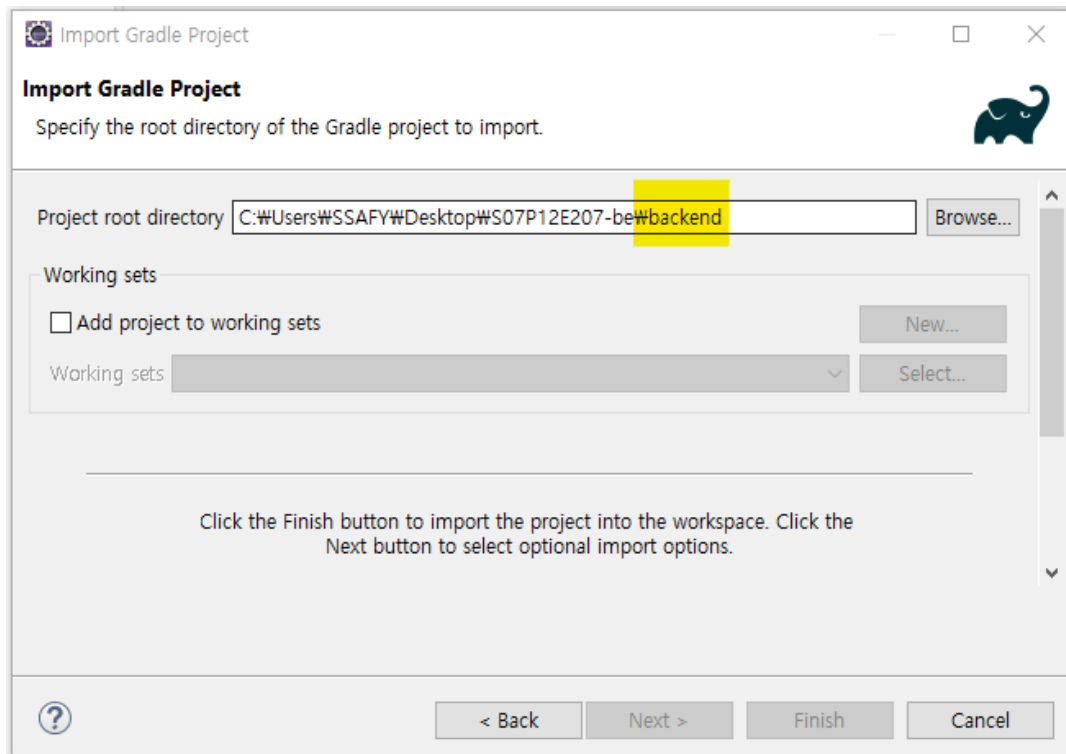 Import Gradle Project
Import Gradle Project
Specify the root directory of the Gradle project to import.
Project root directory C:₩Users₩SSAFY₩Desktop₩S07P12E207-be₩backend Browse...
Working sets
Add project to working sets New...
Working sets Select...
Click the Finish button to import the project into the workspace. Click the
Next button to select optional import options.
? < Back Next > Finish Cancel